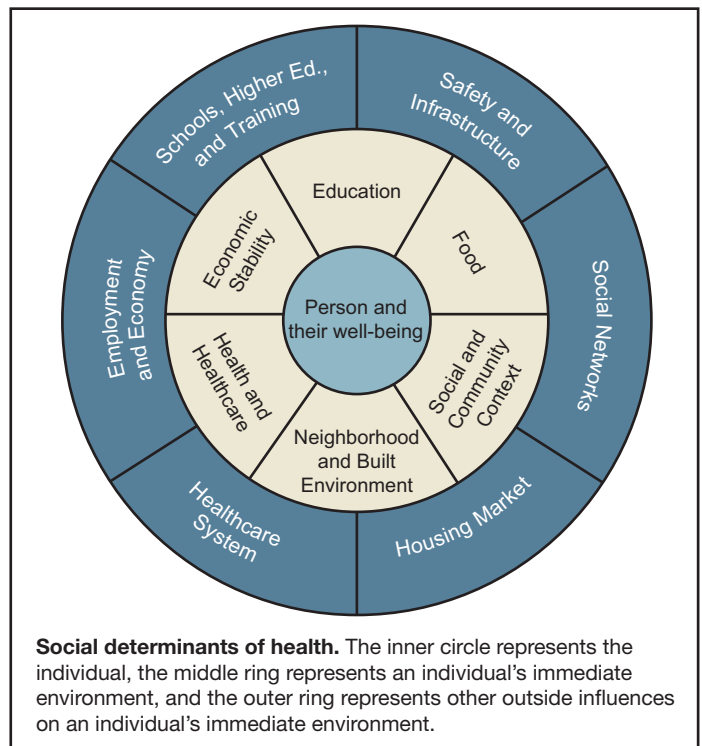 Schools, Higher Ed.,
and Training
Safety and
Infrastructure
Employment
and Economy
Social Networks
Healthcare
System
Housing Market
Education
Economic
Stability
Food
Health and
Healthcare
Social and
Community
Context
Neighborhood
and Built
Environment
Person and
their well-being
Social determinants of health. The inner circle represents the
individual, the middle ring represents an individual’s immediate
environment, and the outer ring represents other outside influences
on an individual’s immediate environment.